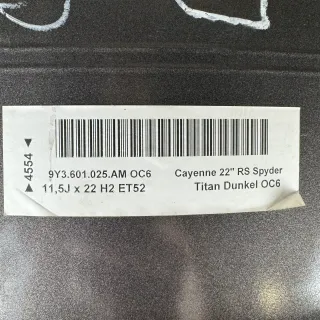 ▶ 4554 ◀
9Y3.601.025.AM OC6 Cayenne 22" RS Spyder
11,5J x 22 H2 ET52 Titan Dunkel OC6